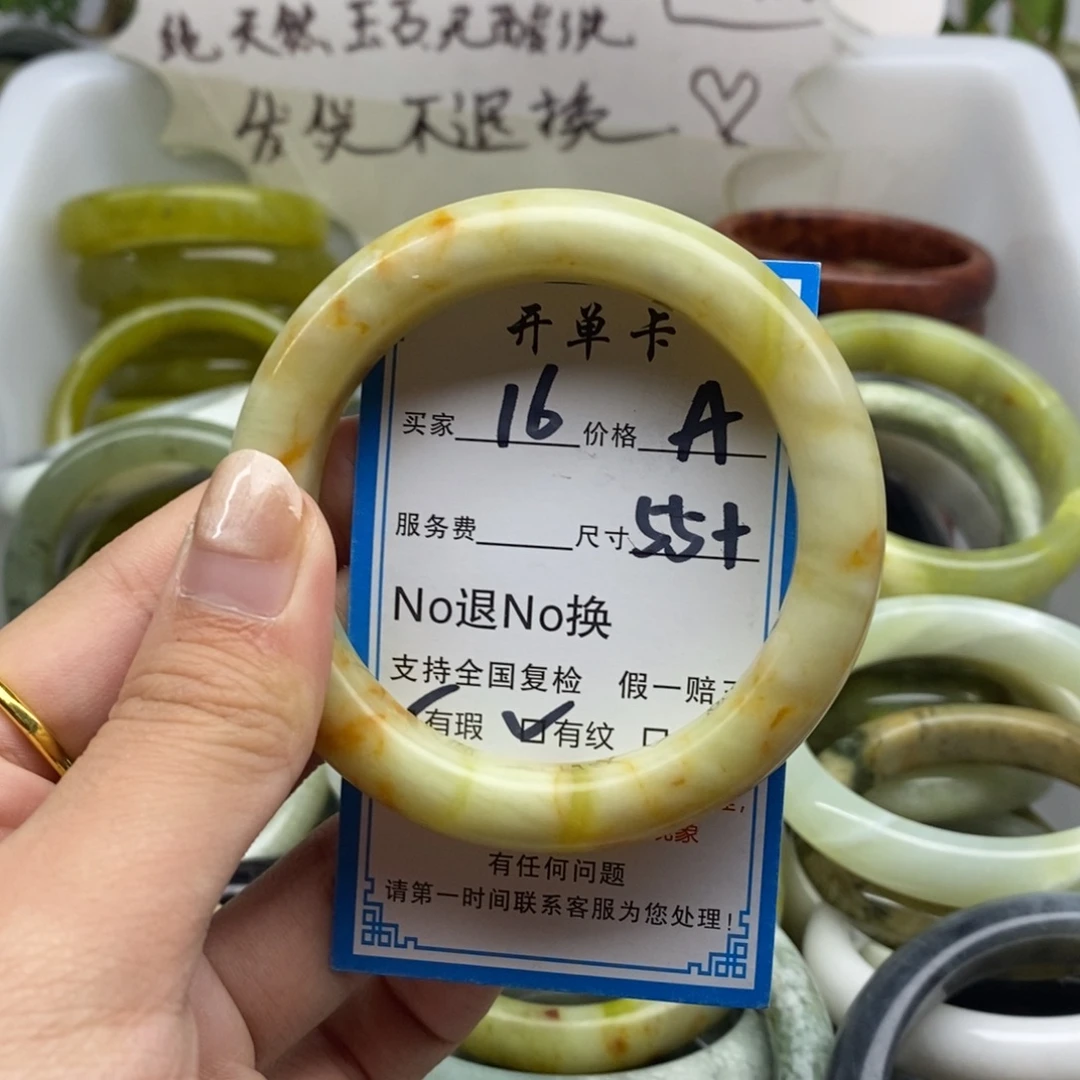 纯天然玉石无酸洗
发货不退换
开单卡
买家 16 价格 A
服务费 尺寸 55+
No退No换
支持全国复检 假一赔
有瑕 有纹
象
有任何问题
请第一时间联系客服为您处理!